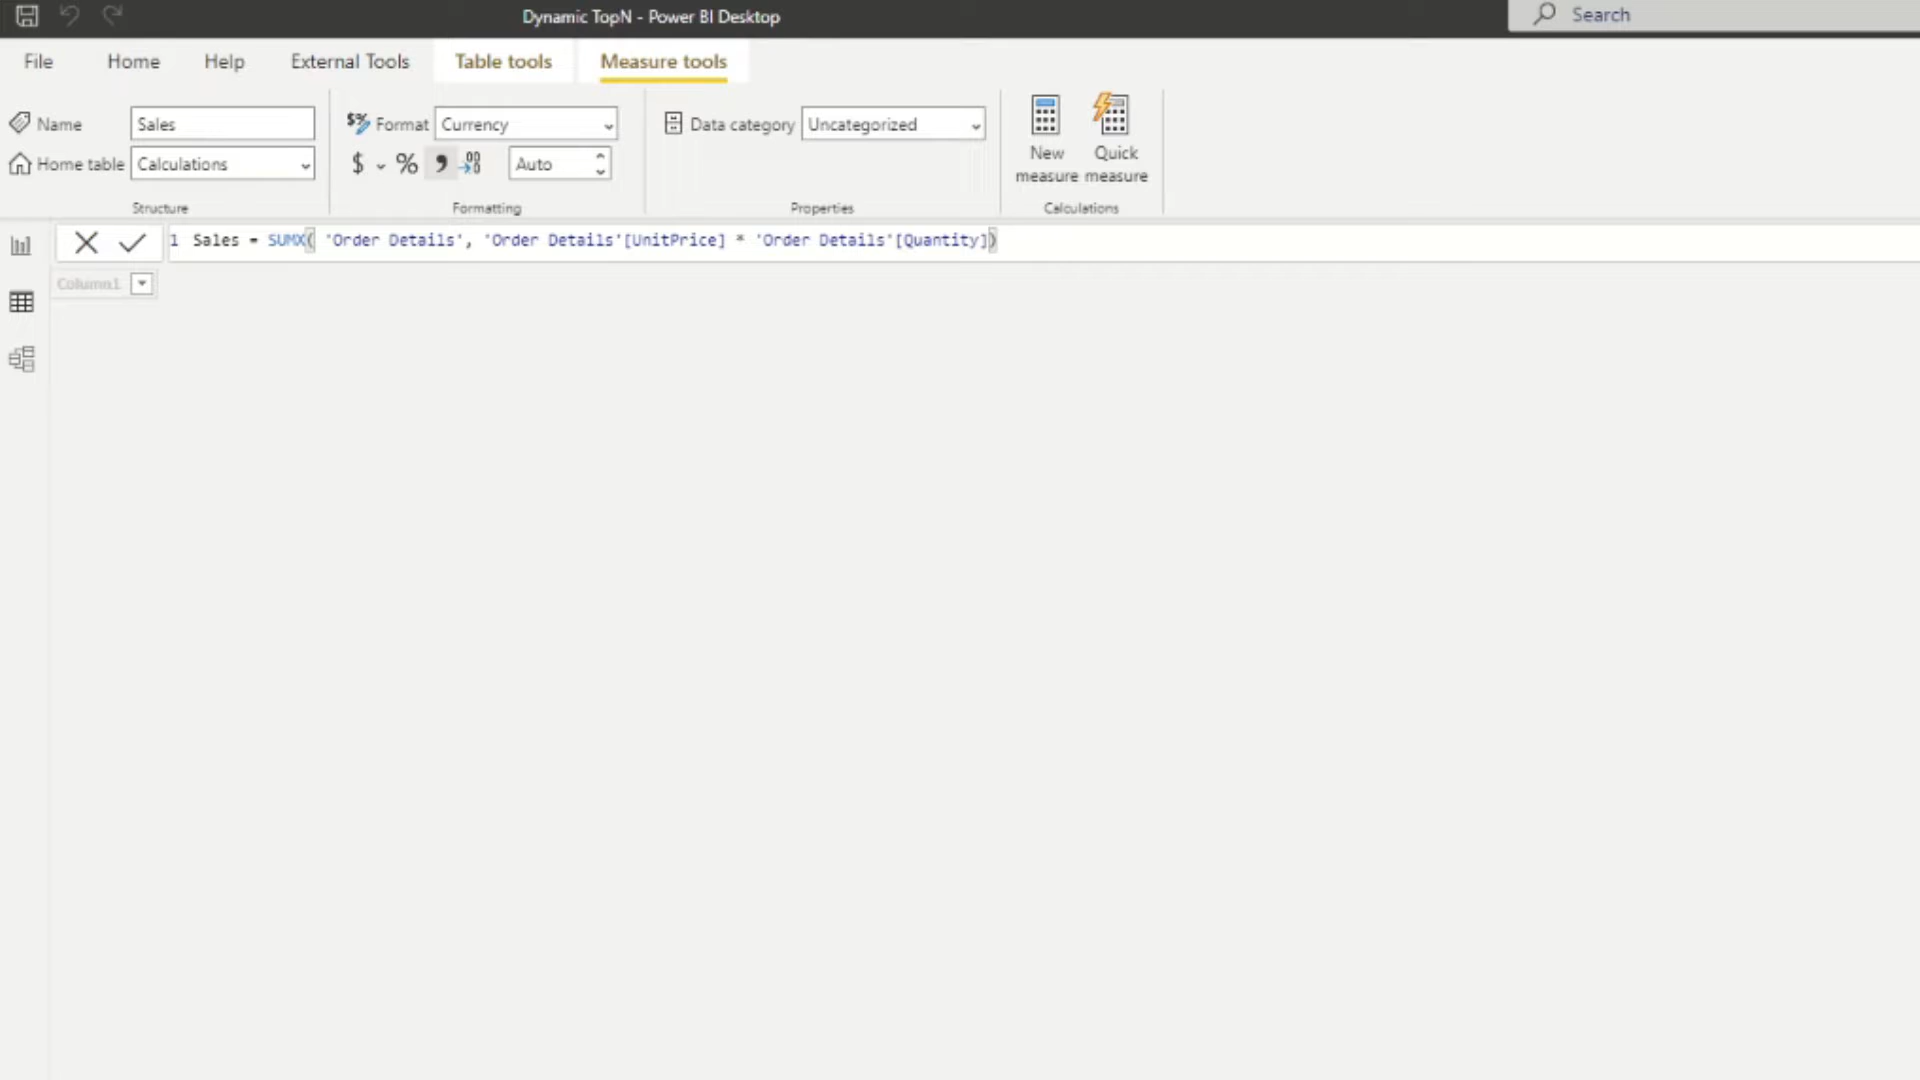 Dynamic TopN - Power BI Desktop
Search
File Home Help External Tools Table tools Measure tools
Name Sales $% Format Currency Data category Uncategorized
Home table Calculations $ % , .00 Auto
New measure Quick measure
Structure Formatting Properties Calculations
1 Sales = SUMX( 'Order Details', 'Order Details'[UnitPrice] * 'Order Details'[Quantity])
Column1